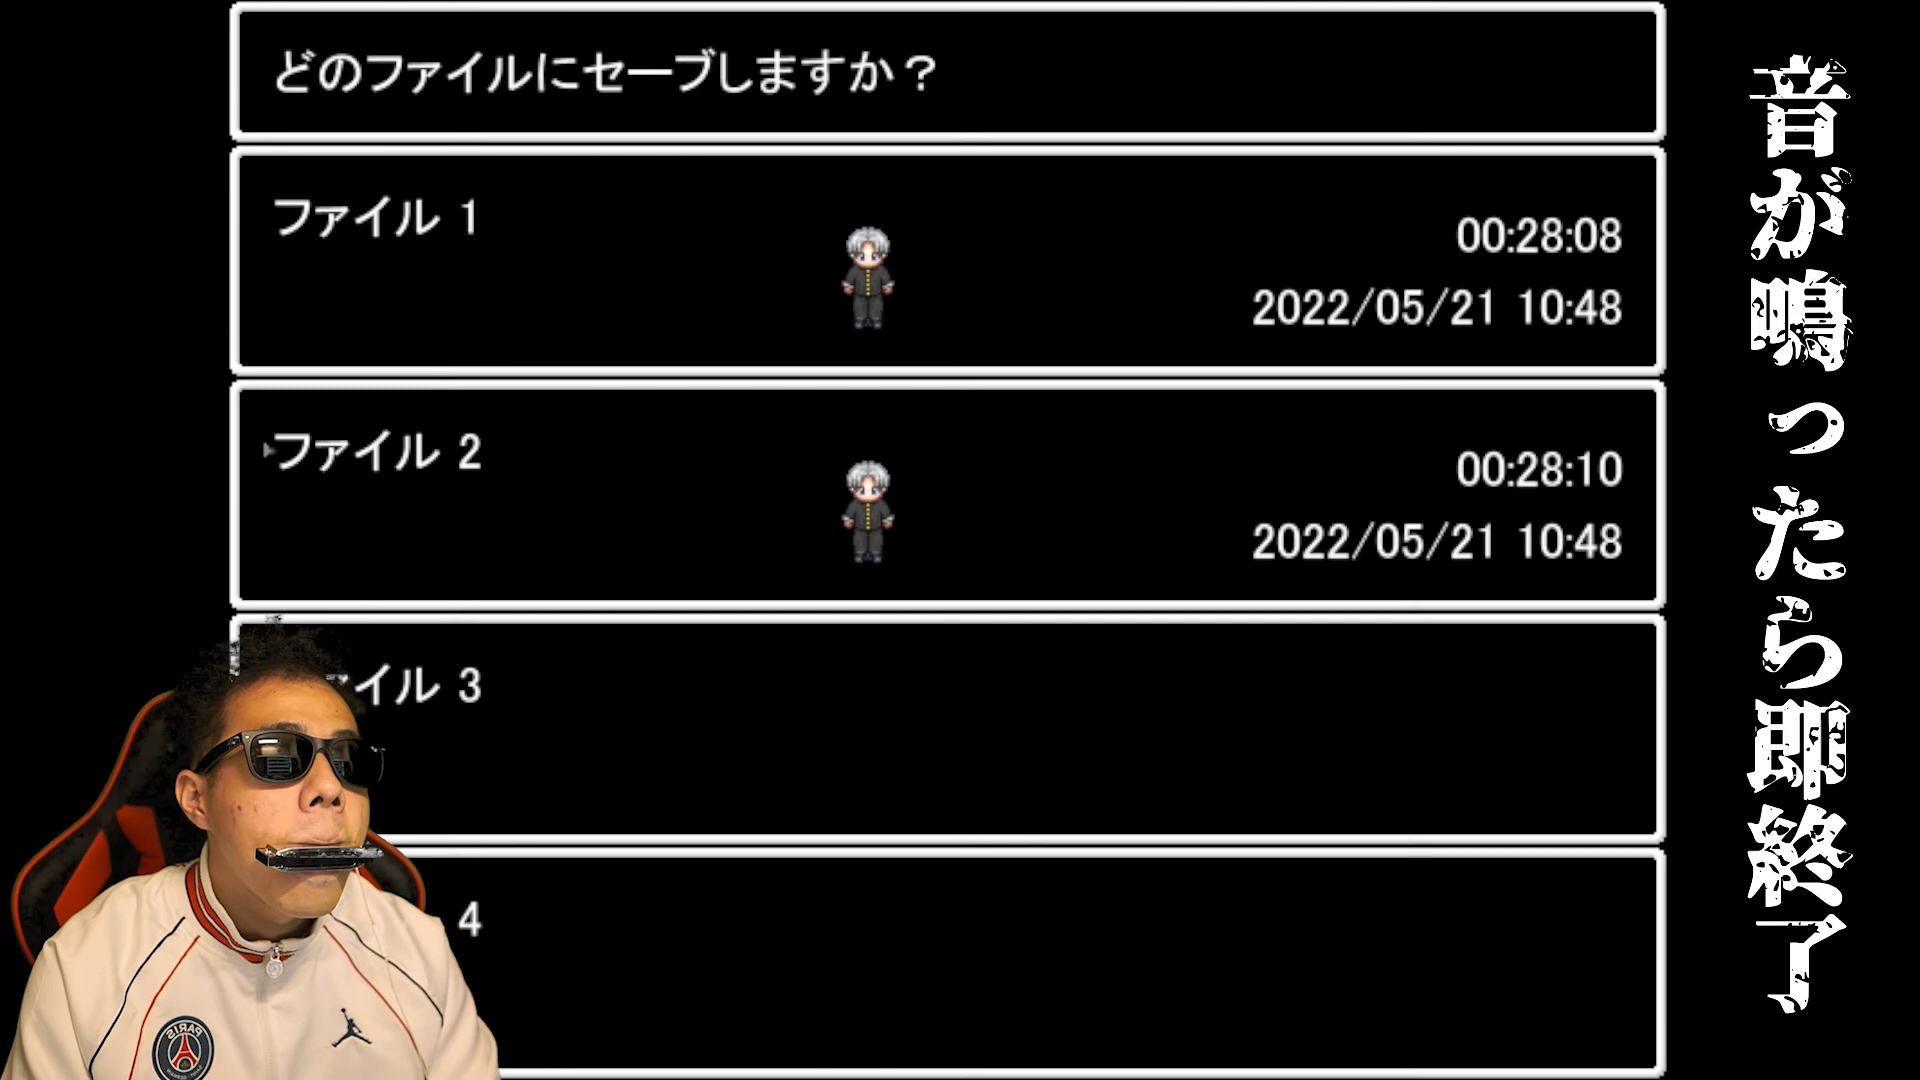 どのファイルにセーブしますか？
ファイル 1
00:28:08
2022/05/21 10:48
ファイル 2
00:28:10
2022/05/21 10:48
イル 3
4
音が鳴ったら即終了
PARIS